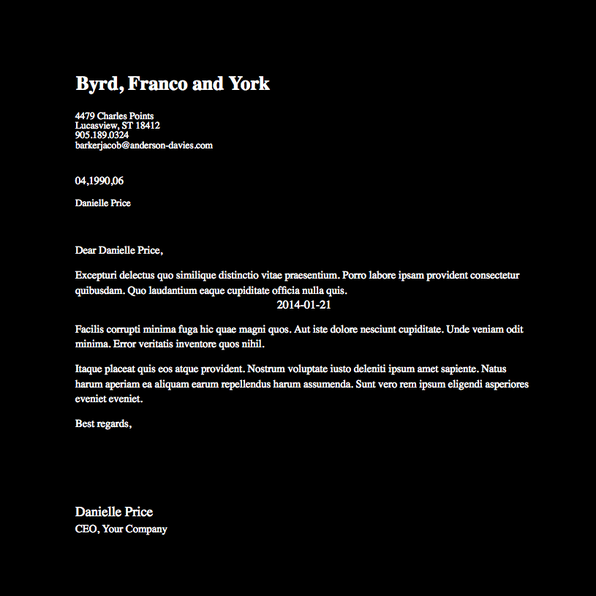 Byrd, Franco and York
4479 Charles Points
Lucasview, ST 18412
905.189.0324
barkerjacob@anderson-davies.com
04,1990,06
Danielle Price
Dear Danielle Price,
Excepturi delectus quo similique distinctio vitae praesentium. Porro labore ipsam provident consectetur
quibusdam. Quo laudantium eaque cupiditate officia nulla quis.
2014-01-21
Facilis corrupti minima fuga hic quae magni quos. Aut iste dolore nesciunt cupiditate. Unde veniam odit
minima. Error veritatis inventore quos nihil.
Itaque placeat quis eos atque provident. Nostrum voluptate iusto deleniti ipsum amet sapiente. Natus
harum aperiam ea aliquam earum repellendus harum assumenda. Sunt vero rem ipsum eligendi asperiores
eveniet eveniet.
Best regards,
Danielle Price
CEO, Your Company